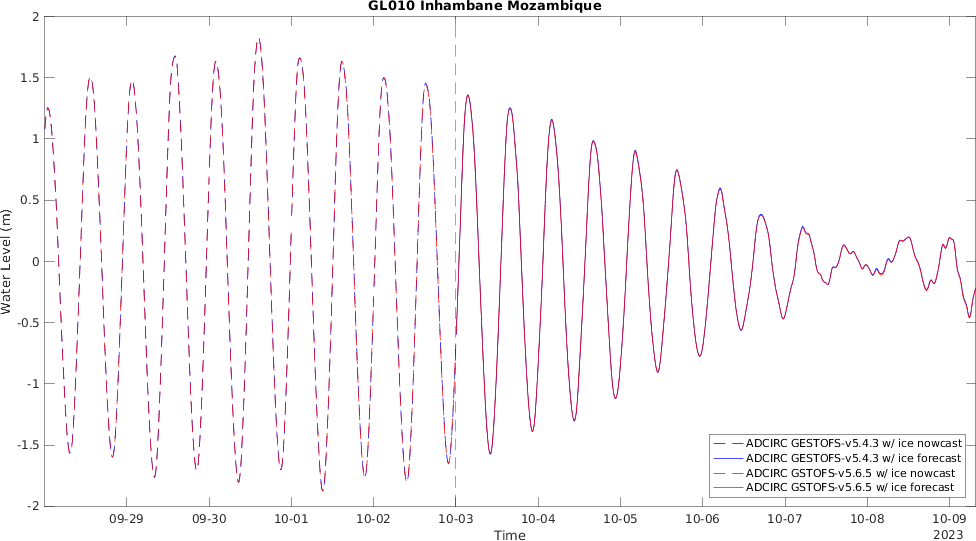 GL010 Inhambane Mozambique
2
1.5
1
0.5
0
-0.5
-1
-1.5
-2
Water Level (m)
ADCIRC GESTOFS-v5.4.3 w/ ice nowcast
ADCIRC GESTOFS-v5.4.3 w/ ice forecast
ADCIRC GSTOFS-v5.6.5 w/ ice nowcast
ADCIRC GSTOFS-v5.6.5 w/ ice forecast
09-29 09-30 10-01 10-02 10-03 10-04 10-05 10-06 10-07 10-08 10-09
Time 2023